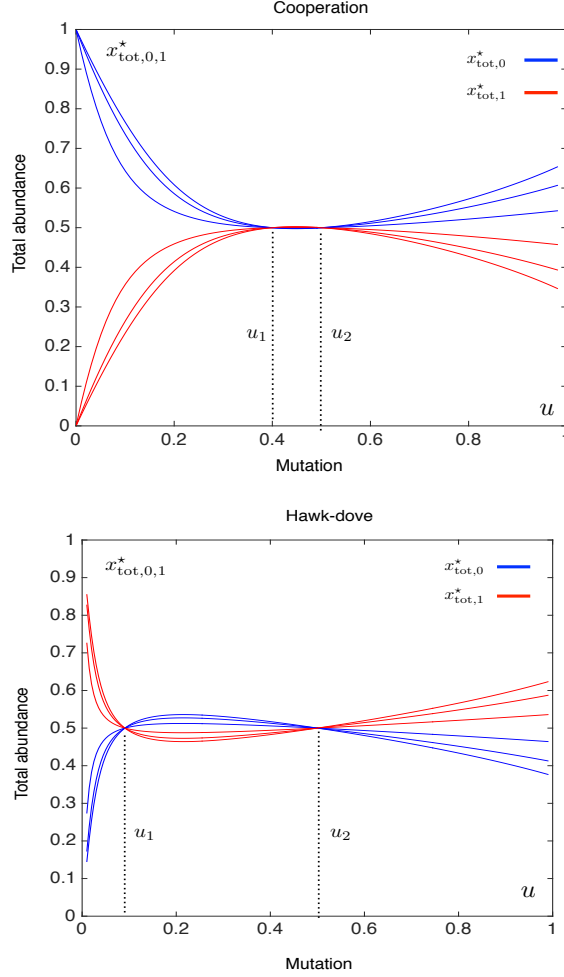 Cooperation
1
0.9
0.8
0.7
0.6
0.5
0.4
0.3
0.2
0.1
0
Total abundance
x⋆tot,0,1
x⋆tot,0
x⋆tot,1
u1
u2
u
0
0.2
0.4
0.6
0.8
1
Mutation
Hawk-dove
1
0.9
0.8
0.7
0.6
0.5
0.4
0.3
0.2
0.1
0
Total abundance
x⋆tot,0,1
x⋆tot,0
x⋆tot,1
u1
u2
u
0
0.2
0.4
0.6
0.8
1
Mutation